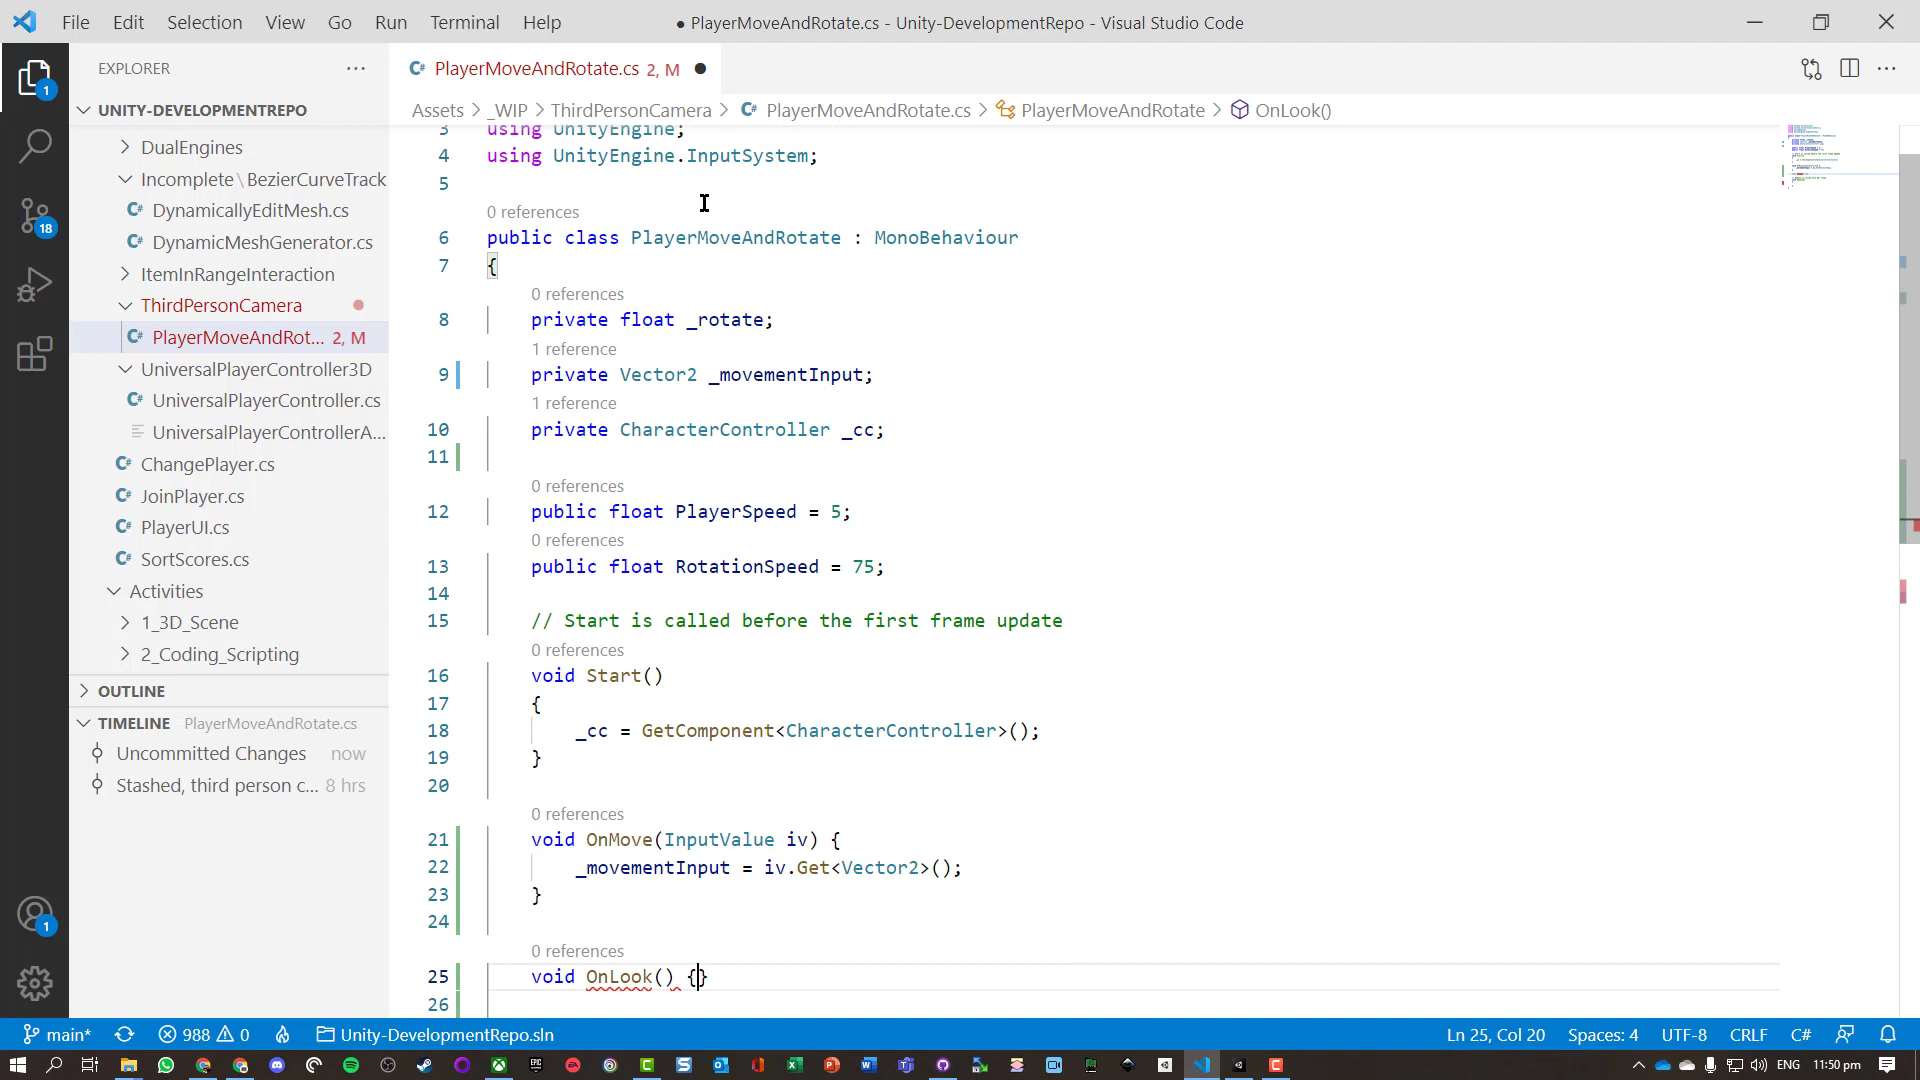 File Edit Selection View Go Run Terminal Help
● PlayerMoveAndRotate.cs - Unity-DevelopmentRepo - Visual Studio Code
EXPLORER
PlayerMoveAndRotate.cs 2, M
UNITY-DEVELOPMENTREPO
Assets > _WIP > ThirdPersonCamera > PlayerMoveAndRotate.cs > PlayerMoveAndRotate > OnLook()
DualEngines
Incomplete \ BezierCurveTrack
DynamicallyEditMesh.cs
DynamicMeshGenerator.cs
ItemInRangeInteraction
ThirdPersonCamera
PlayerMoveAndRot... 2, M
UniversalPlayerController3D
UniversalPlayerController.cs
UniversalPlayerControllerA...
ChangePlayer.cs
JoinPlayer.cs
PlayerUI.cs
SortScores.cs
Activities
1_3D_Scene
2_Coding_Scripting
OUTLINE
TIMELINE PlayerMoveAndRotate.cs
Uncommitted Changes now
Stashed, third person c... 8 hrs
1
18
1
3 using UnityEngine;
4 using UnityEngine.InputSystem;
5
0 references
6 public class PlayerMoveAndRotate : MonoBehaviour
7 {
0 references
8 private float _rotate;
1 reference
9 private Vector2 _movementInput;
1 reference
10 private CharacterController _cc;
11
0 references
12 public float PlayerSpeed = 5;
0 references
13 public float RotationSpeed = 75;
14
15 // Start is called before the first frame update
0 references
16 void Start()
17 {
18 _cc = GetComponent<CharacterController>();
19 }
20
0 references
21 void OnMove(InputValue iv) {
22 _movementInput = iv.Get<Vector2>();
23 }
24
0 references
25 void OnLook() {}
26
main* 988 0 Unity-DevelopmentRepo.sln Ln 25, Col 20 Spaces: 4 UTF-8 CRLF C#
ENG 11:50 pm